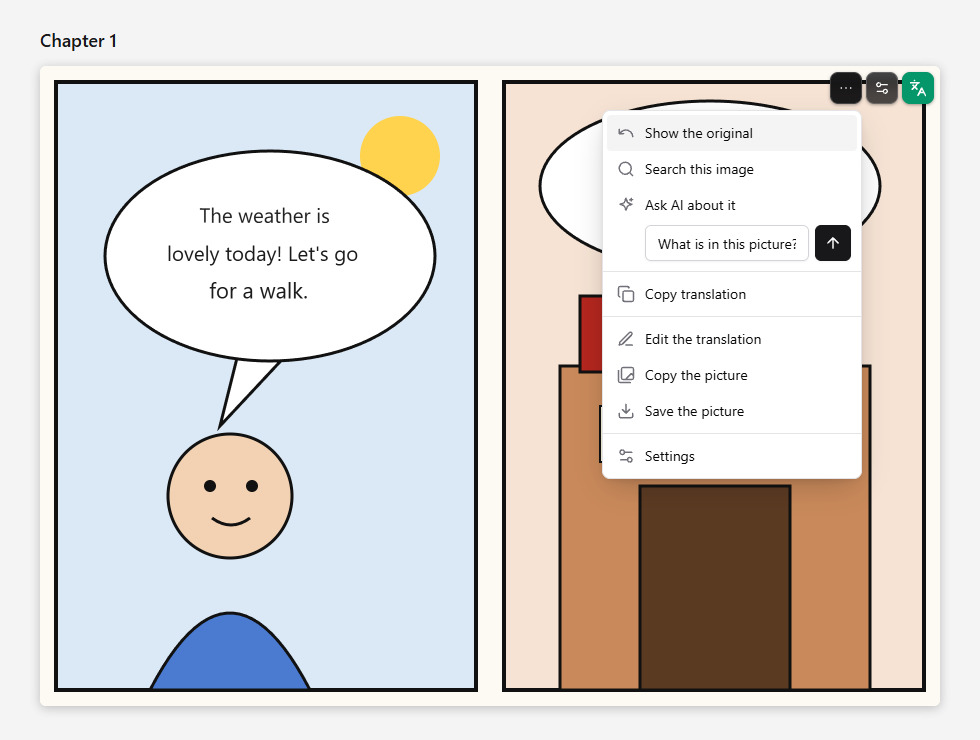 Chapter 1
The weather is
lovely today! Let's go
for a walk.
Show the original
Search this image
Ask AI about it
What is in this picture?
Copy translation
Edit the translation
Copy the picture
Save the picture
Settings